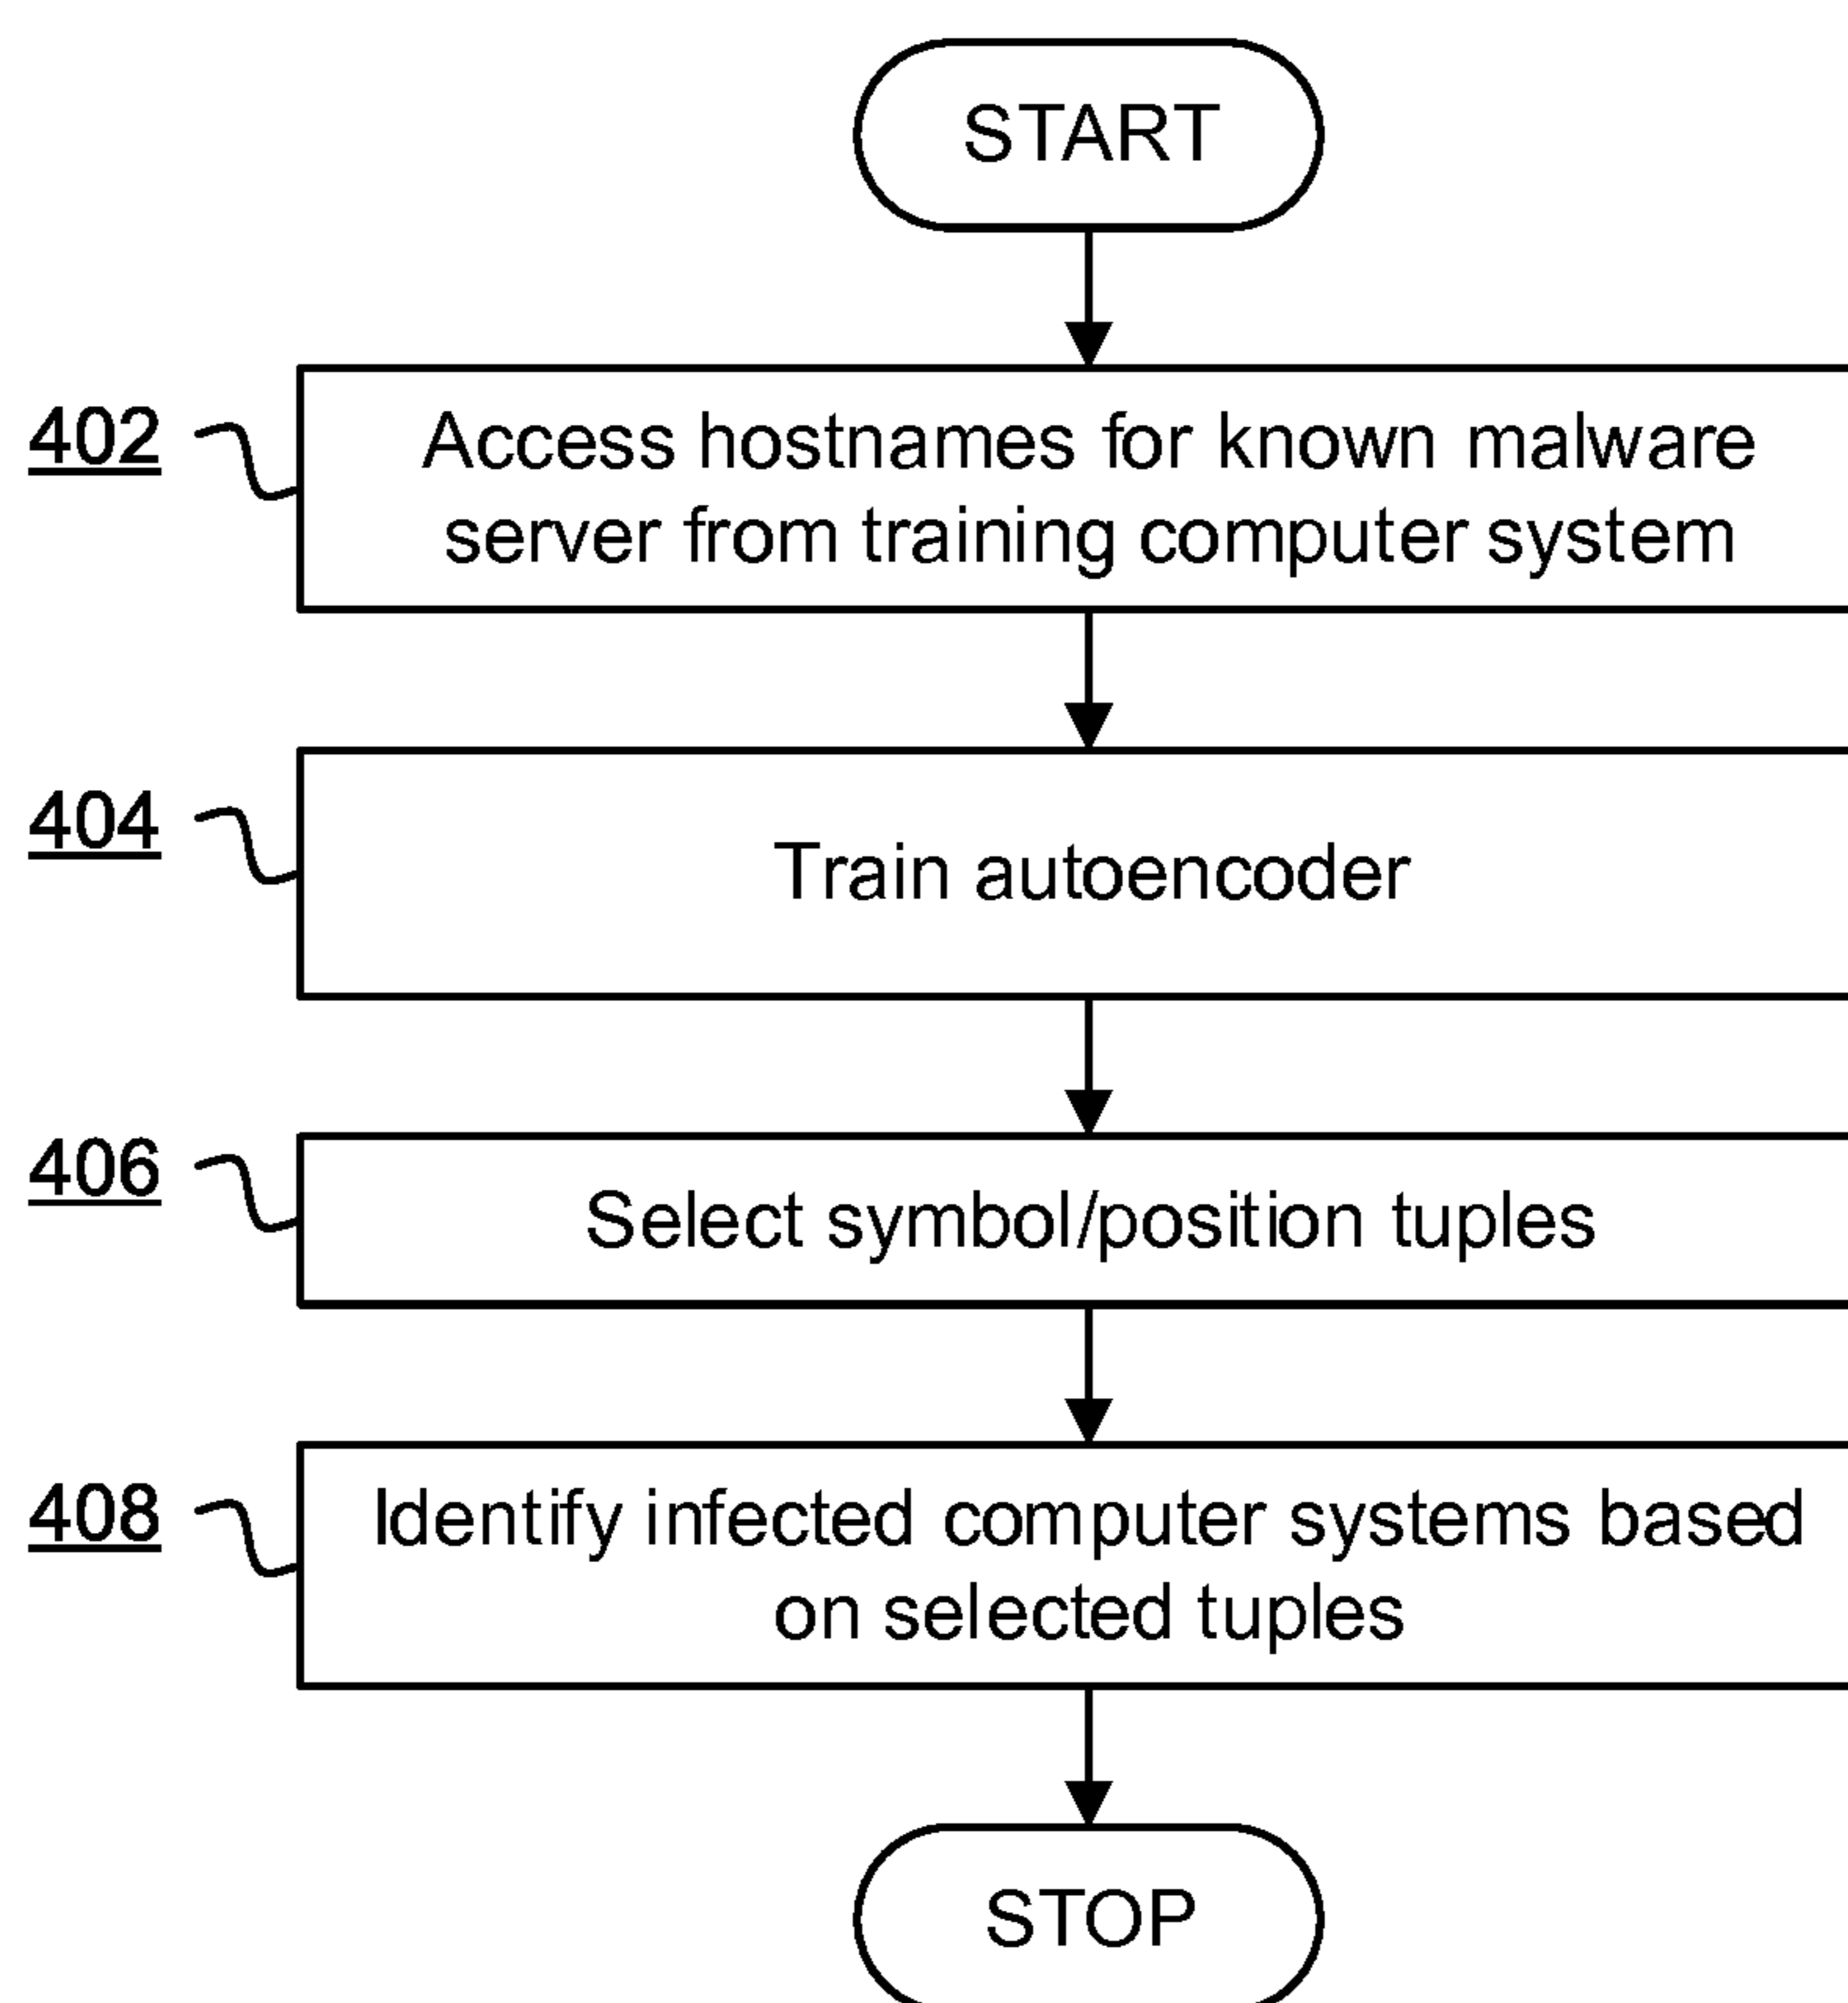 START
402
Access hostnames for known malware
server from training computer system
404
Train autoencoder
406
Select symbol/position tuples
408
Identify infected computer systems based
on selected tuples
STOP